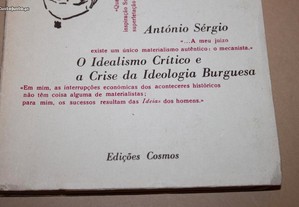 António Sérgio
«... A meu juízo
existe um único materialismo autêntico: o mecanista.»
O Idealismo Crítico e
a Crise da Ideologia Burguesa
«Em mim, as interrupções económicas dos aconteceres históricos
não têm coisa alguma de materialistas;
para mim, os sucessos resultam das Ideias dos homens.»
Edições Cosmos